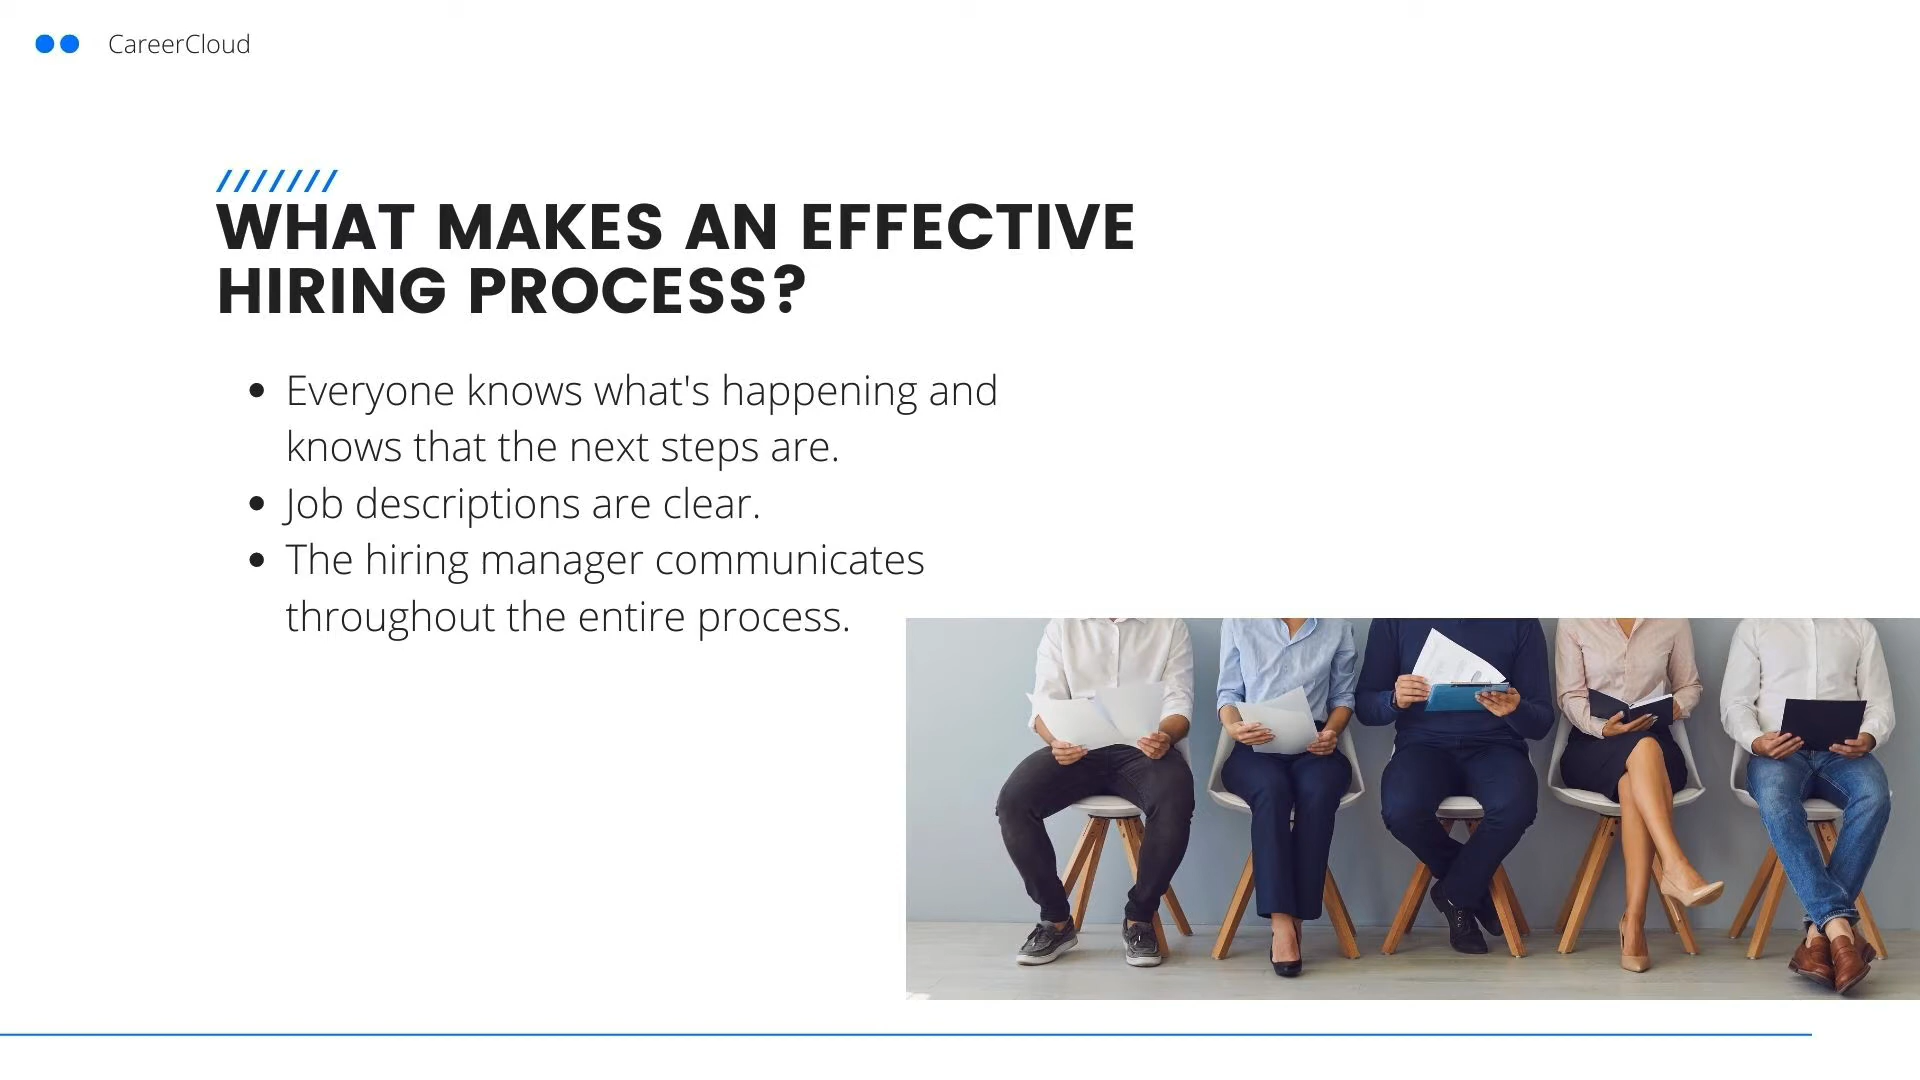 CareerCloud
WHAT MAKES AN EFFECTIVE
HIRING PROCESS?
• Everyone knows what's happening and
knows that the next steps are.
• Job descriptions are clear.
• The hiring manager communicates
throughout the entire process.